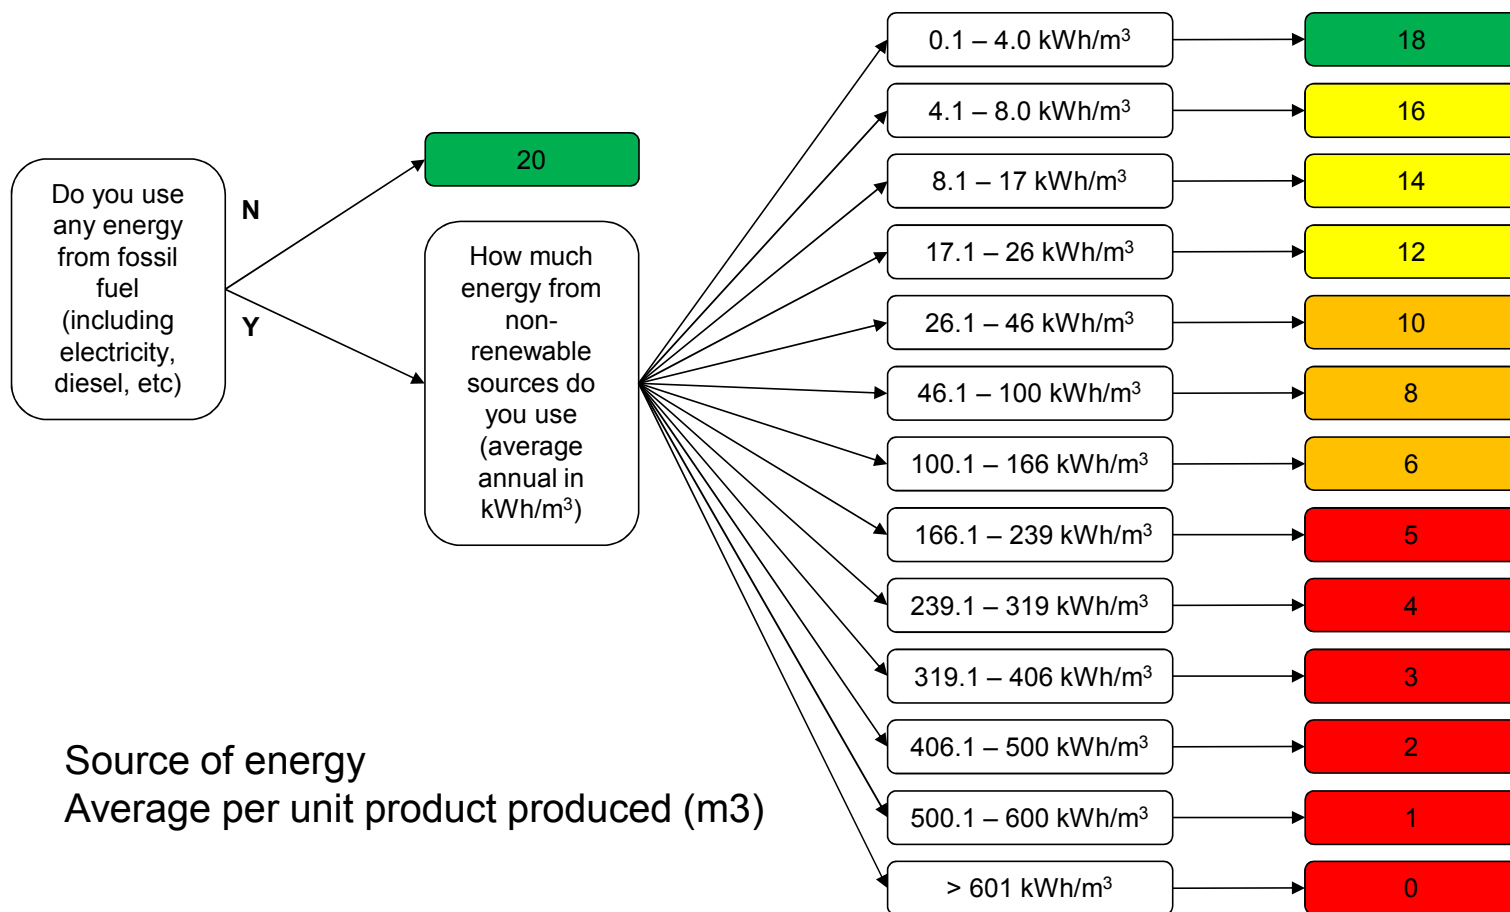 Do you use
any energy
from fossil
fuel
(including
electricity,
diesel, etc)
N
Y
20
How much
energy from
non-
renewable
sources do
you use
(average
annual in
kWh/m³)
0.1 – 4.0 kWh/m³
18
4.1 – 8.0 kWh/m³
16
8.1 – 17 kWh/m³
14
17.1 – 26 kWh/m³
12
26.1 – 46 kWh/m³
10
46.1 – 100 kWh/m³
8
100.1 – 166 kWh/m³
6
166.1 – 239 kWh/m³
5
239.1 – 319 kWh/m³
4
319.1 – 406 kWh/m³
3
406.1 – 500 kWh/m³
2
500.1 – 600 kWh/m³
1
> 601 kWh/m³
0
Source of energy
Average per unit product produced (m3)